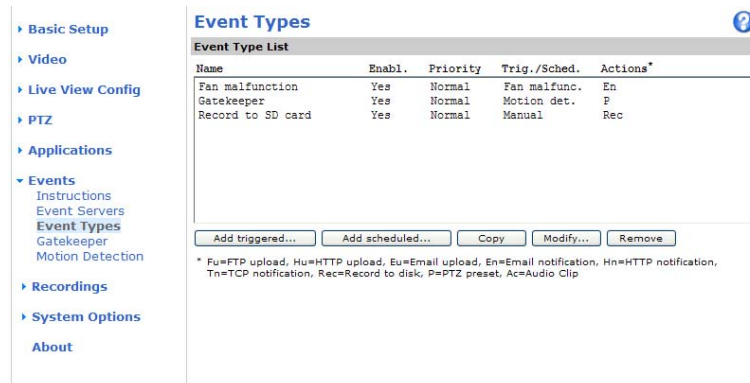 Basic Setup
Video
Live View Config
PTZ
Applications
Events
Instructions
Event Servers
Event Types
Gatekeeper
Motion Detection
Recordings
System Options
About
Event Types
?
Event Type List
Name Enabl. Priority Trig./Sched. Actions*
Fan malfunction Yes Normal Fan malfunc. En
Gatekeeper Yes Normal Motion det. P
Record to SD card Yes Normal Manual Rec
Add triggered... Add scheduled... Copy Modify... Remove
* Fu=FTP upload, Hu=HTTP upload, Eu=Email upload, En=Email notification, Hn=HTTP notification,
Tn=TCP notification, Rec=Record to disk, P=PTZ preset, Ac=Audio Clip